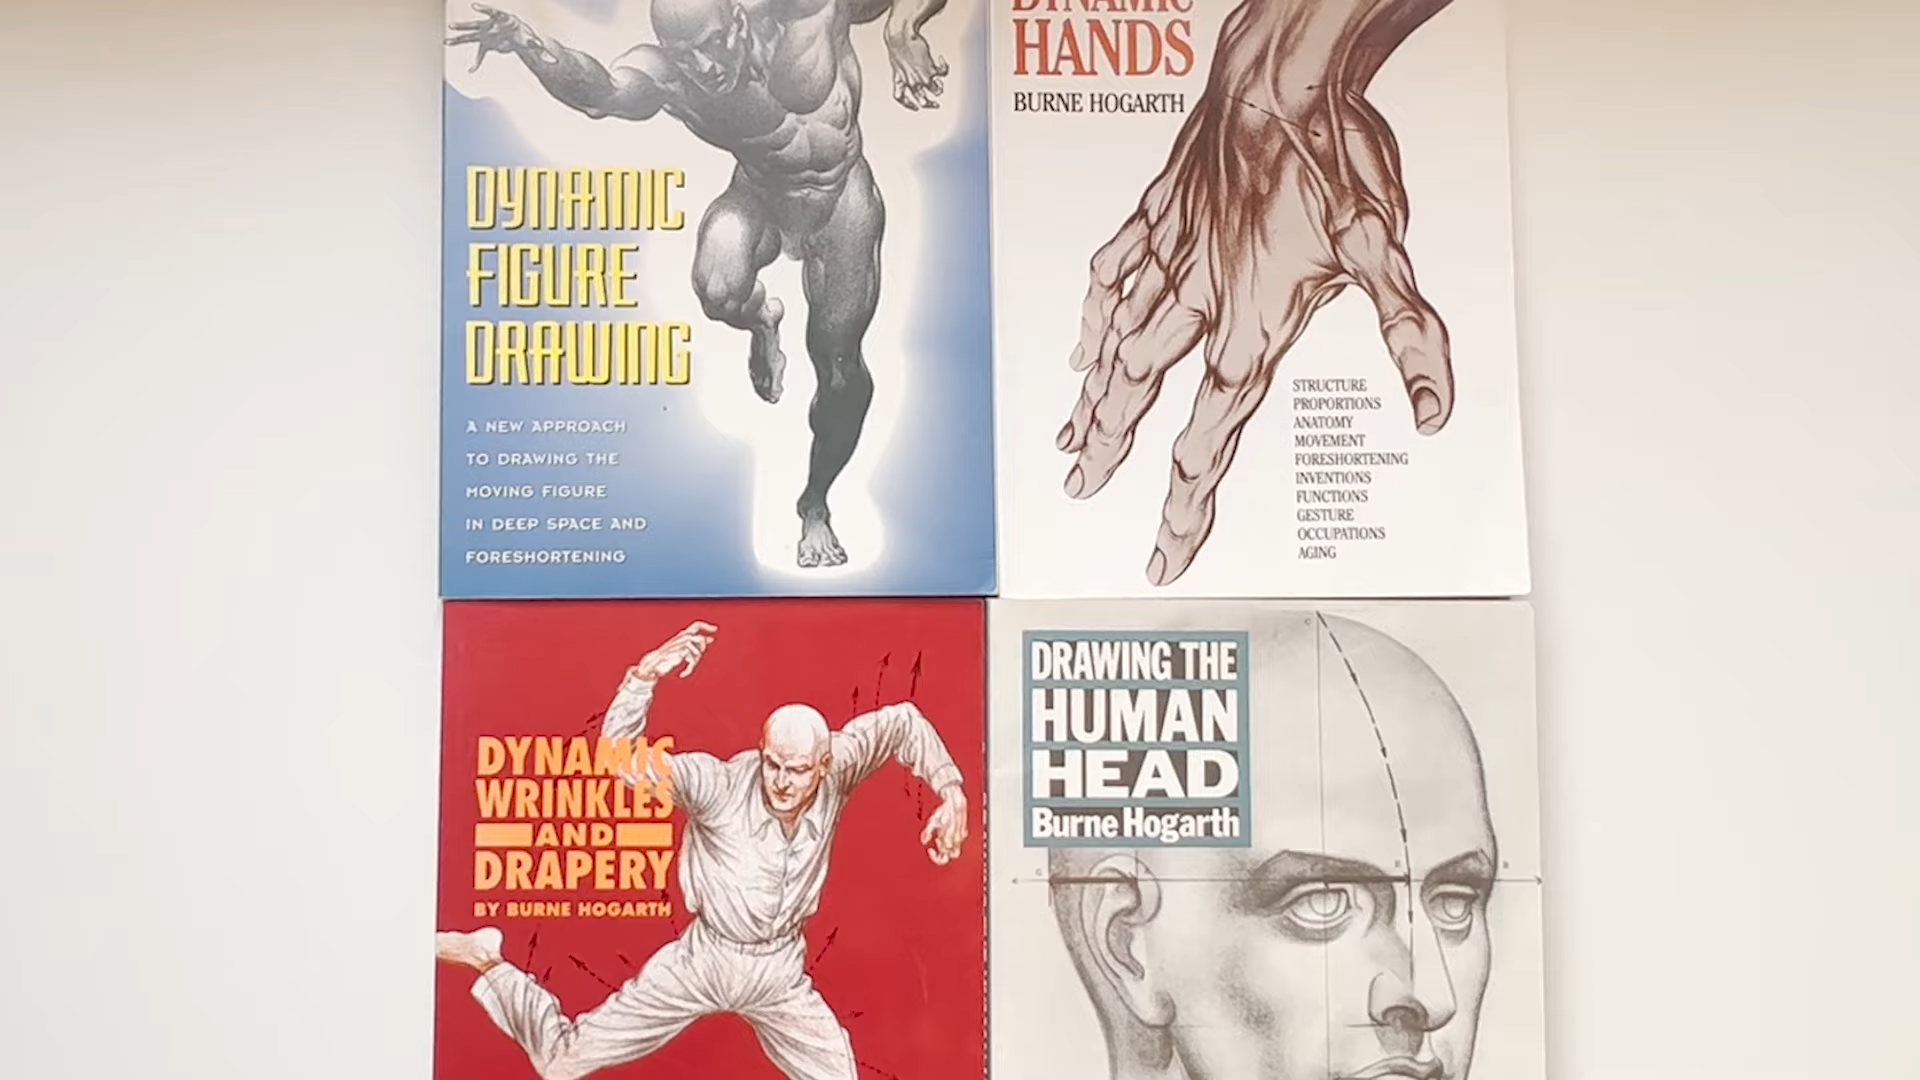 DYNAMIC
FIGURE
DRAWING
A NEW APPROACH
TO DRAWING THE
MOVING FIGURE
IN DEEP SPACE AND
FORESHORTENING
DYNAMIC
HANDS
BURNE HOGARTH
STRUCTURE
PROPORTIONS
ANATOMY
MOVEMENT
FORESHORTENING
INVENTIONS
FUNCTIONS
GESTURE
OCCUPATIONS
AGING
DYNAMIC
WRINKLES
AND
DRAPERY
BY BURNE HOGARTH
DRAWING THE
HUMAN
HEAD
Burne Hogarth